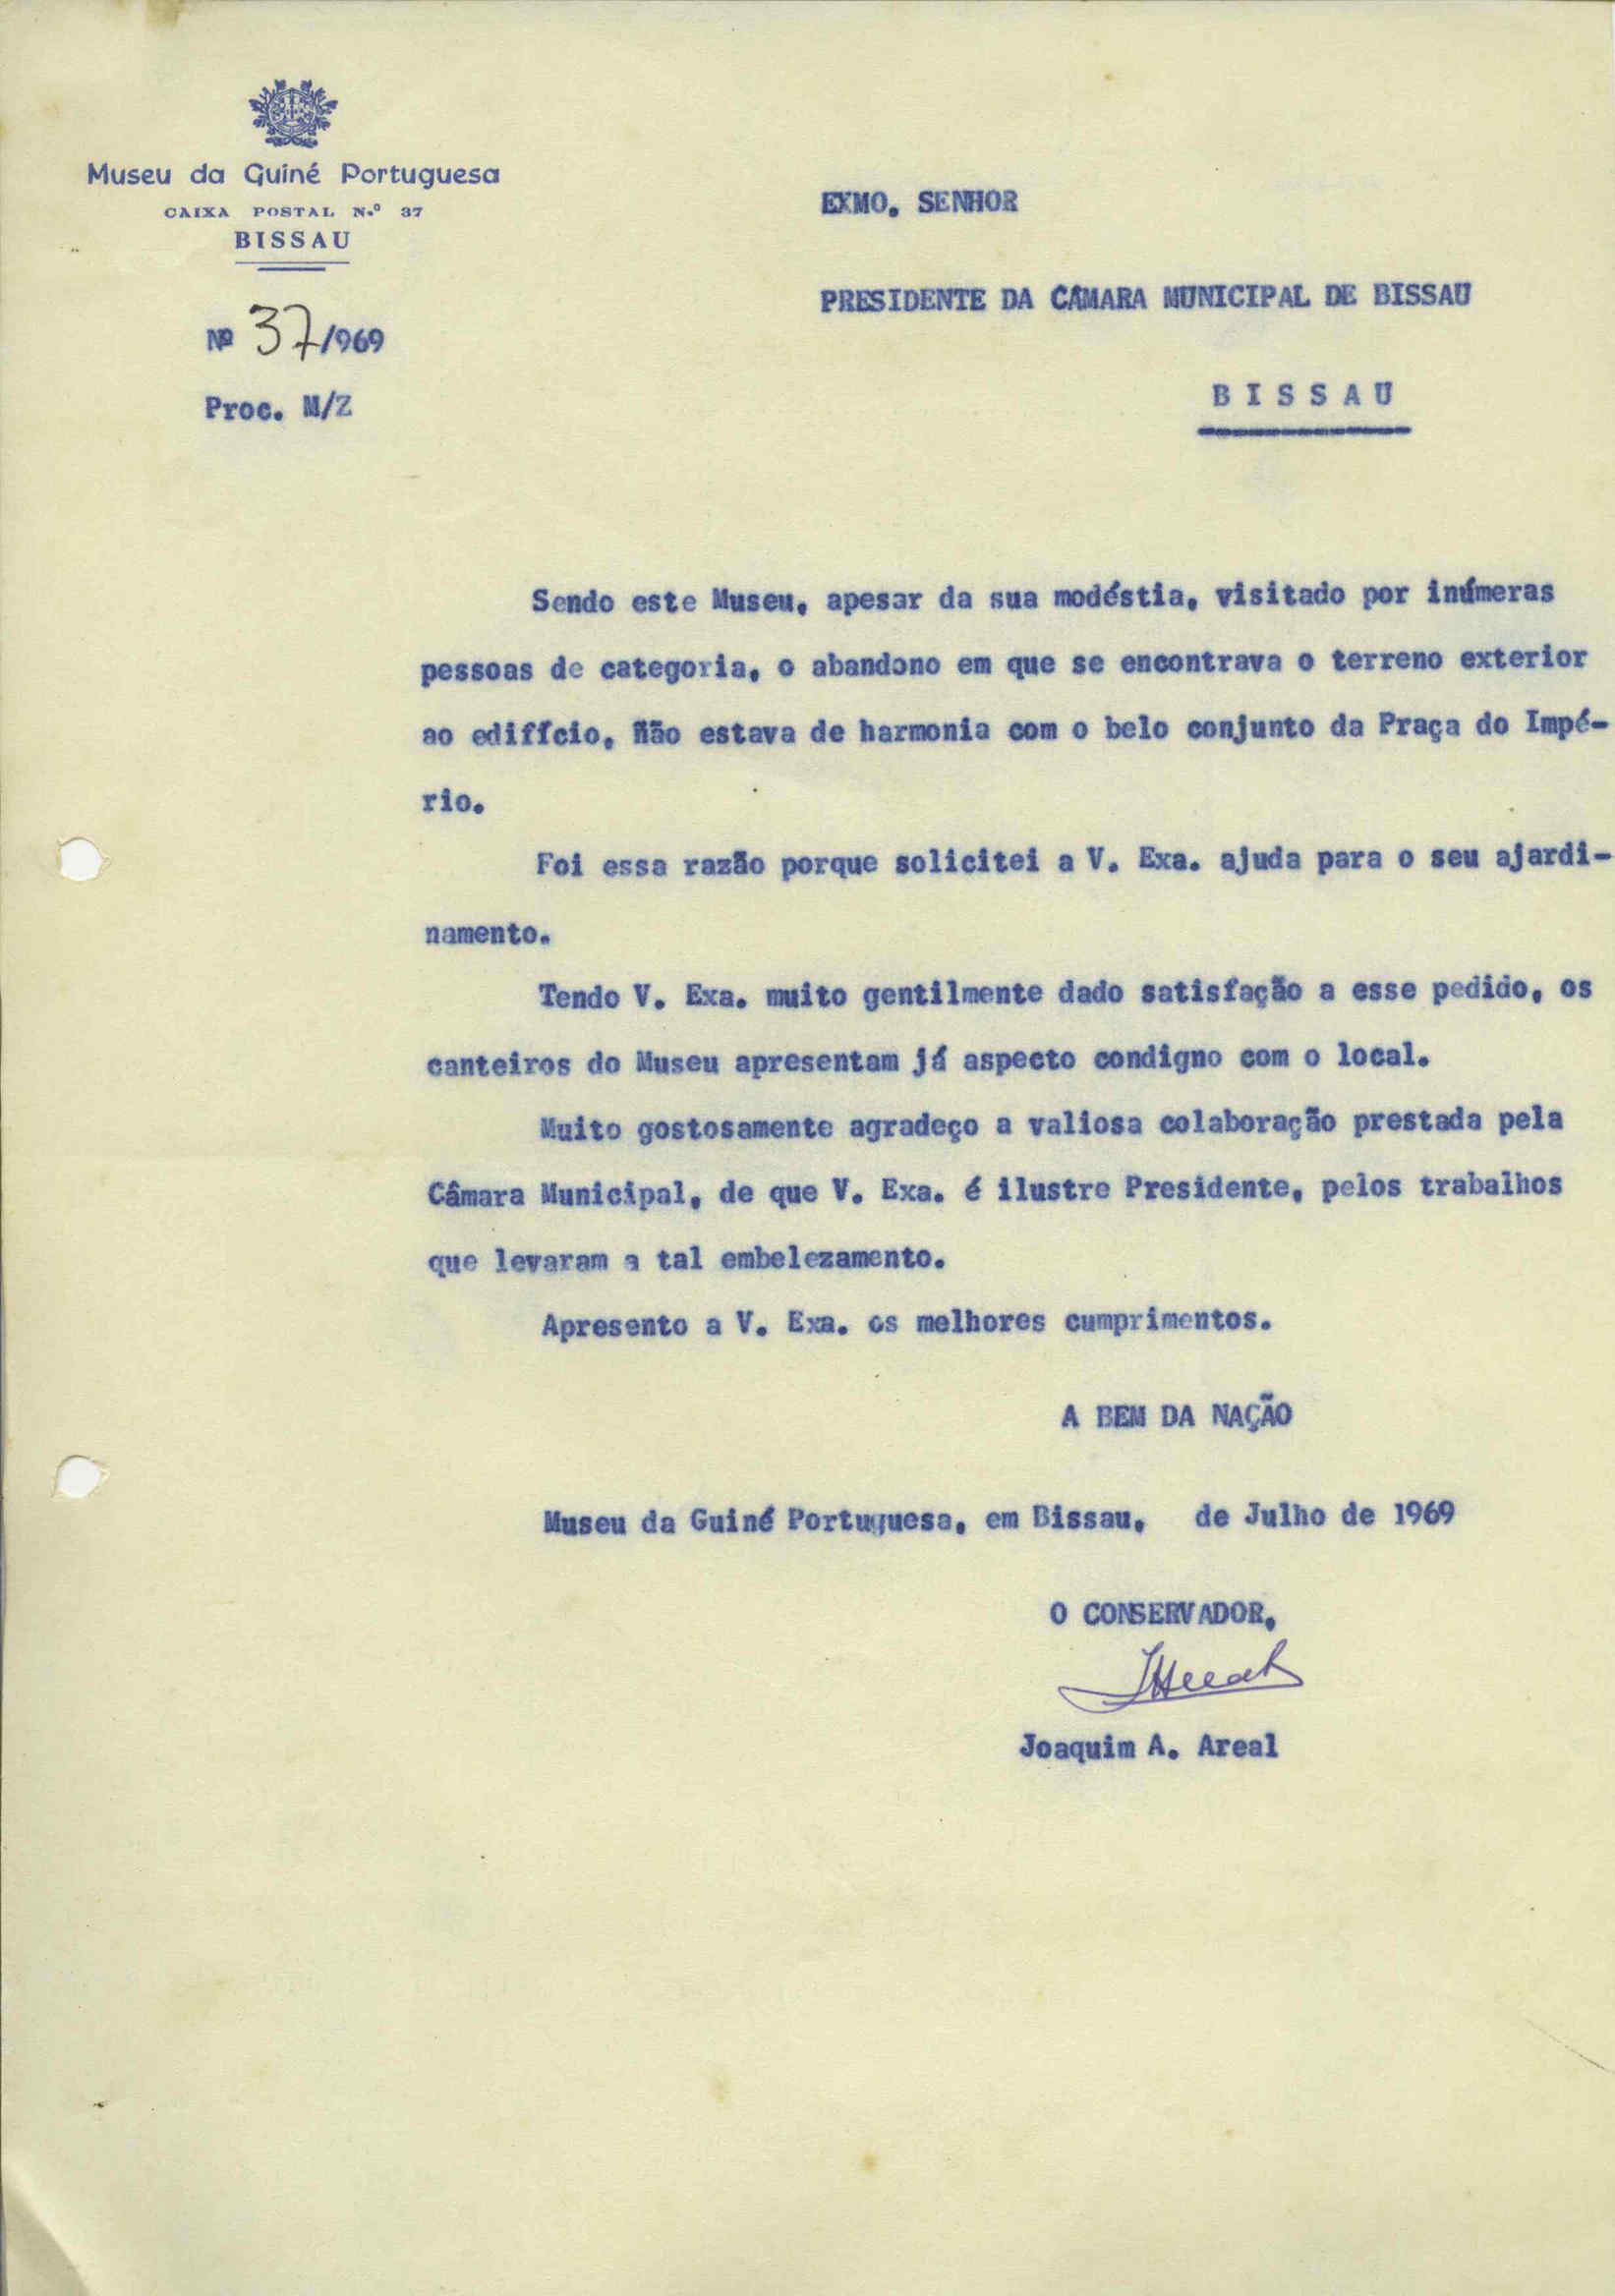 Museu da Guiné Portuguesa
CAIXA POSTAL N.º 37
BISSAU
Nº 37/969
Proc. M/Z
EXMO. SENHOR
PRESIDENTE DA CÂMARA MUNICIPAL DE BISSAU
B I S S A U
Sendo este Museu, apesar da sua modéstia, visitado por inúmeras
pessoas de categoria, o abandono em que se encontrava o terreno exterior
ao edifício, não estava de harmonia com o belo conjunto da Praça do Impé-
rio.
Foi essa razão porque solicitei a V. Exa. ajuda para o seu ajardi-
namento.
Tendo V. Exa. muito gentilmente dado satisfação a esse pedido, os
canteiros do Museu apresentam já aspecto condigno com o local.
Muito gostosamente agradeço a valiosa colaboração prestada pela
Câmara Municipal, de que V. Exa. é ilustre Presidente, pelos trabalhos
que levaram a tal embelezamento.
Apresento a V. Exa. os melhores cumprimentos.
A BEM DA NAÇÃO
Museu da Guiné Portuguesa, em Bissau, de Julho de 1969
O CONSERVADOR,
Joaquim A. Areal